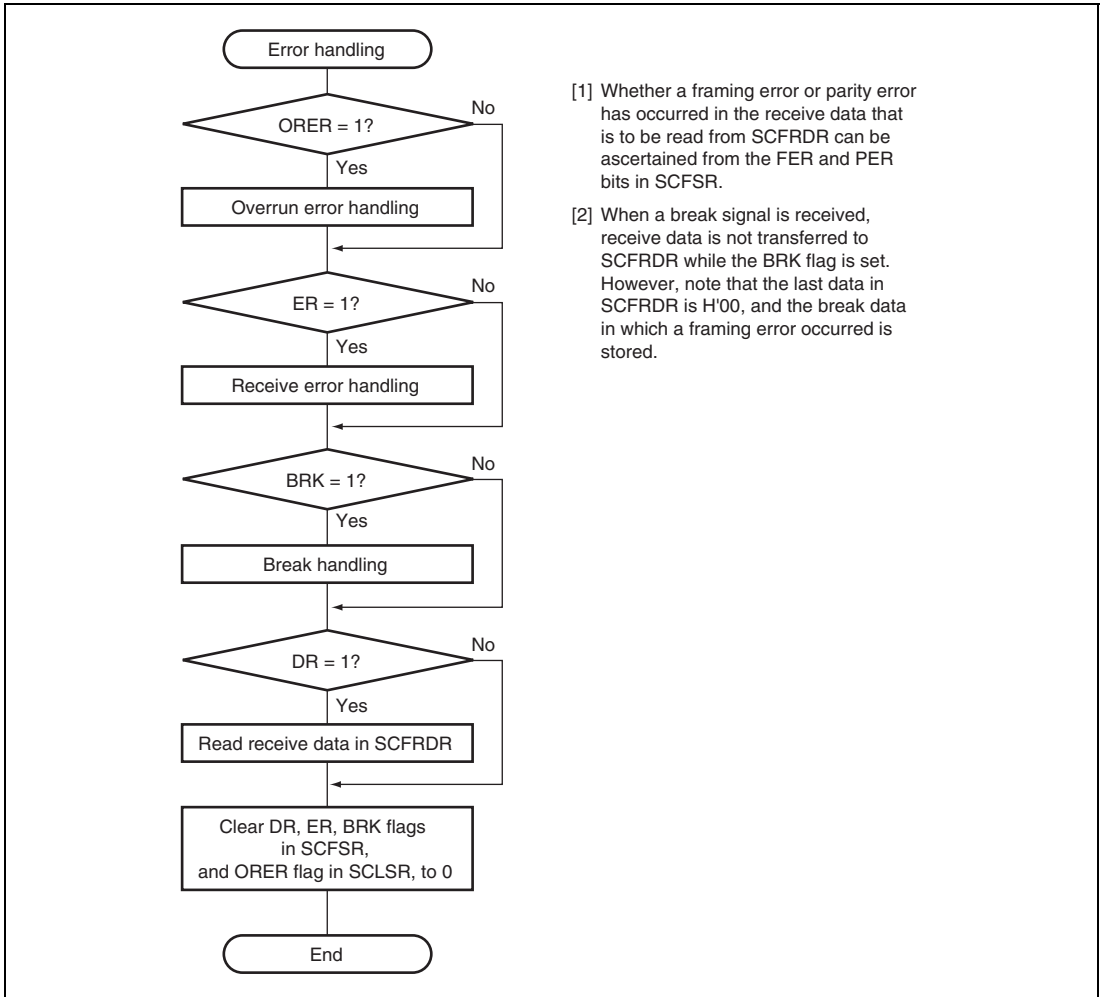 Error handling
ORER = 1?
No
Yes
Overrun error handling
ER = 1?
No
Yes
Receive error handling
BRK = 1?
No
Yes
Break handling
DR = 1?
No
Yes
Read receive data in SCFRDR
Clear DR, ER, BRK flags
in SCFSR,
and ORER flag in SCLSR, to 0
End
[1] Whether a framing error or parity error
has occurred in the receive data that
is to be read from SCFRDR can be
ascertained from the FER and PER
bits in SCFSR.
[2] When a break signal is received,
receive data is not transferred to
SCFRDR while the BRK flag is set.
However, note that the last data in
SCFRDR is H'00, and the break data
in which a framing error occurred is
stored.